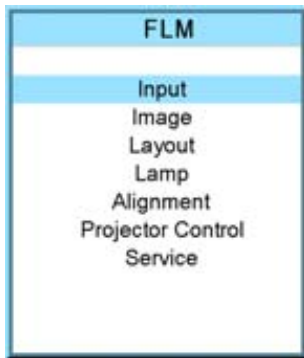 FLM
Input
Image
Layout
Lamp
Alignment
Projector Control
Service